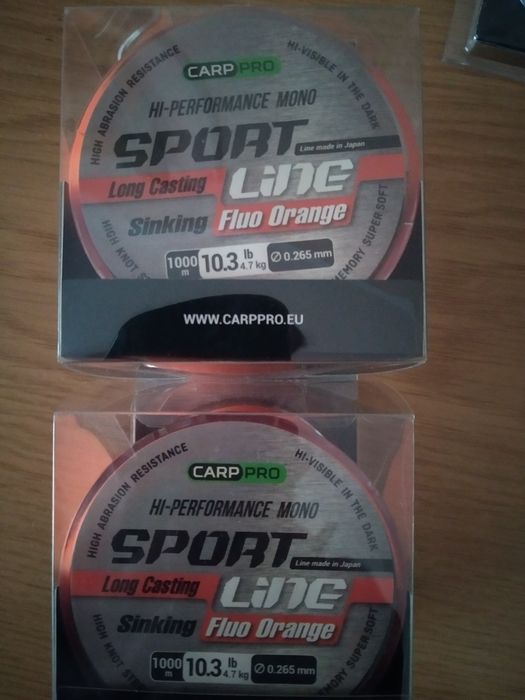 CARP PRO
HIGH ABRASION RESISTANCE
HI-VISIBLE IN THE DARK
HI-PERFORMANCE MONO
SPORT
Line made in Japan
Long Casting LINE
Sinking Fluo Orange
HIGH KNOT
MEMORY SUPER SOFT
1000 m 10.3 lb 4.7 kg Ø 0.265 mm
WWW.CARPPRO.EU
CARP PRO
HIGH ABRASION RESISTANCE
HI-VISIBLE IN THE DARK
HI-PERFORMANCE MONO
SPORT
Line made in Japan
Long Casting LINE
Sinking Fluo Orange
HIGH KNOT
SUPER SOFT
1000 m 10.3 lb 4.7 kg Ø 0.265 mm